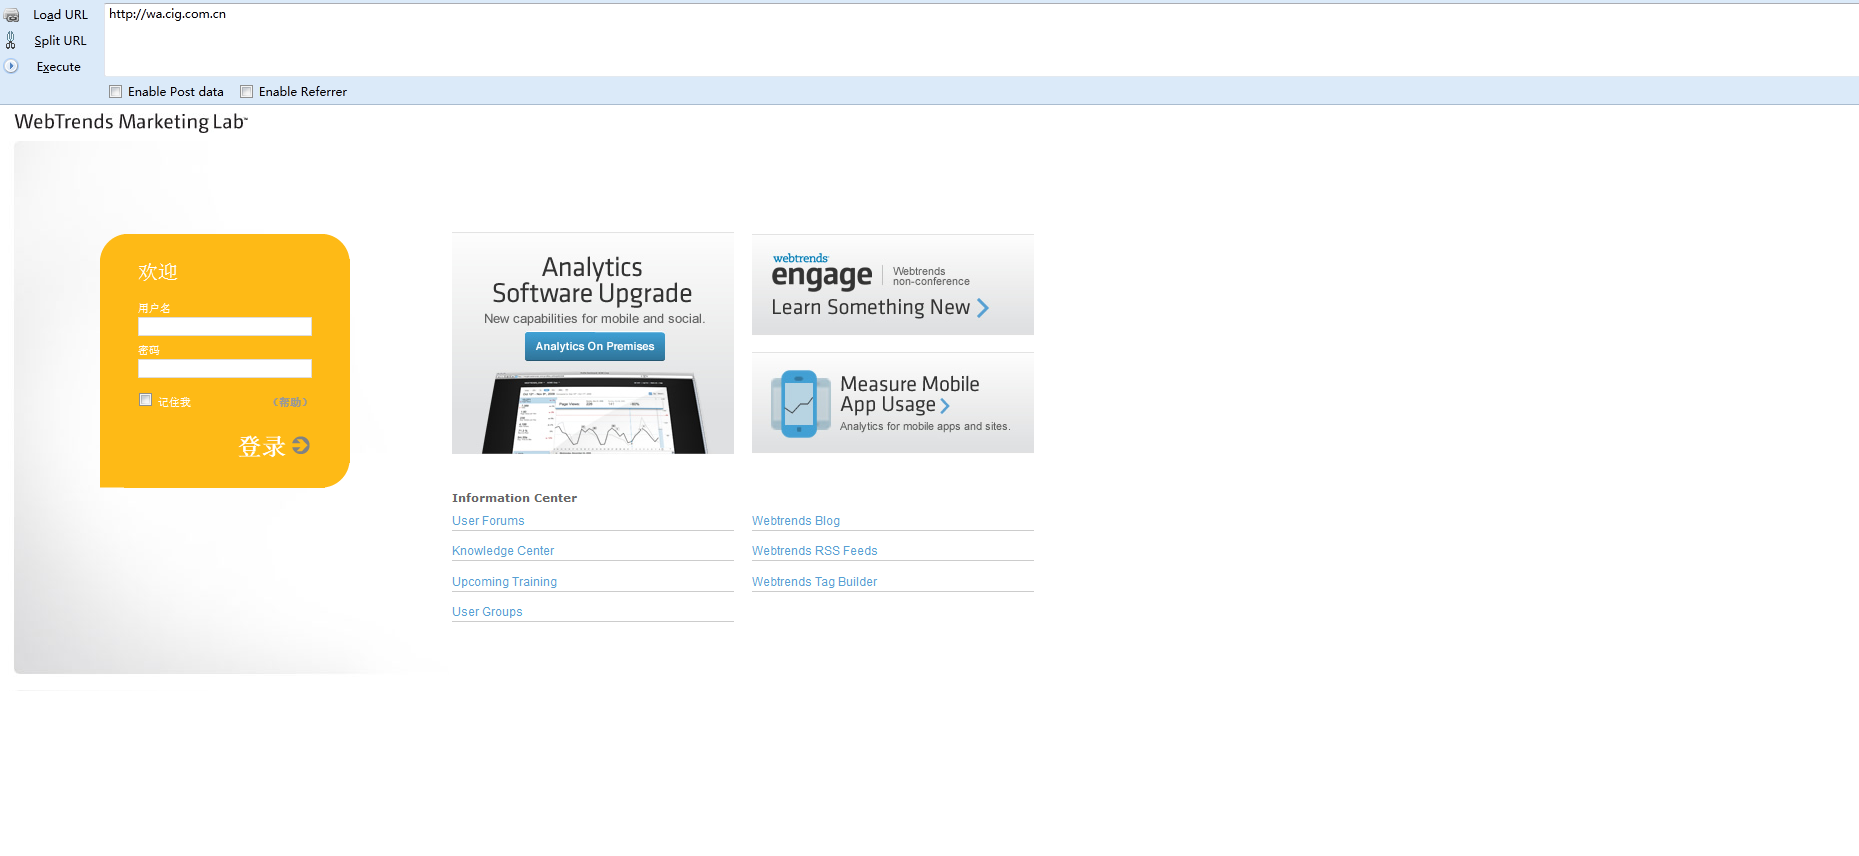 Load URL
http://wa.cig.com.cn
Split URL
Execute
Enable Post data
Enable Referrer
WebTrends Marketing Lab™
欢迎
用户名
密码
记住我
（帮助）
登录
Analytics
Software Upgrade
New capabilities for mobile and social.
Analytics On Premises
Page Views
webtrends
engage
Webtrends
non-conference
Learn Something New
Measure Mobile
App Usage
Analytics for mobile apps and sites.
Information Center
User Forums
Webtrends Blog
Knowledge Center
Webtrends RSS Feeds
Upcoming Training
Webtrends Tag Builder
User Groups